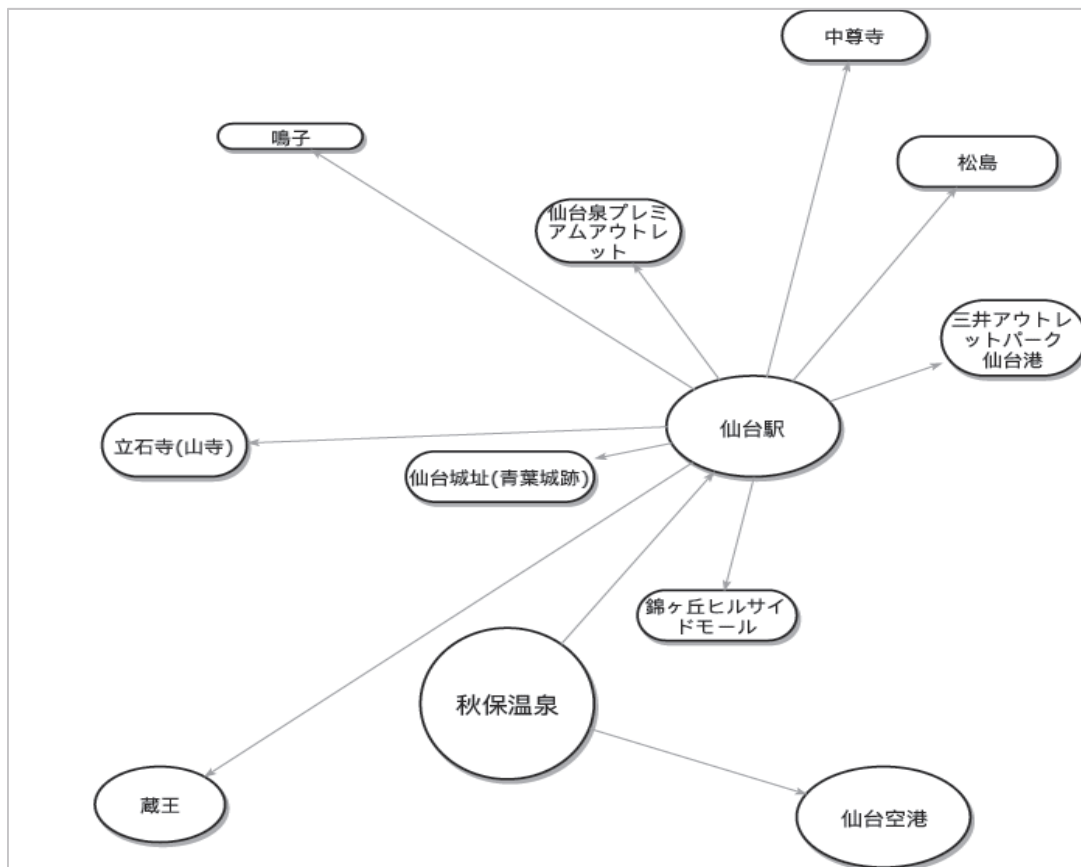 中尊寺
鳴子
松島
仙台泉プレミ
アムアウトレ
ット
三井アウトレ
ットパーク
仙台港
仙台駅
立石寺(山寺)
仙台城址(青葉城跡)
錦ヶ丘ヒルサイ
ドモール
秋保温泉
蔵王
仙台空港